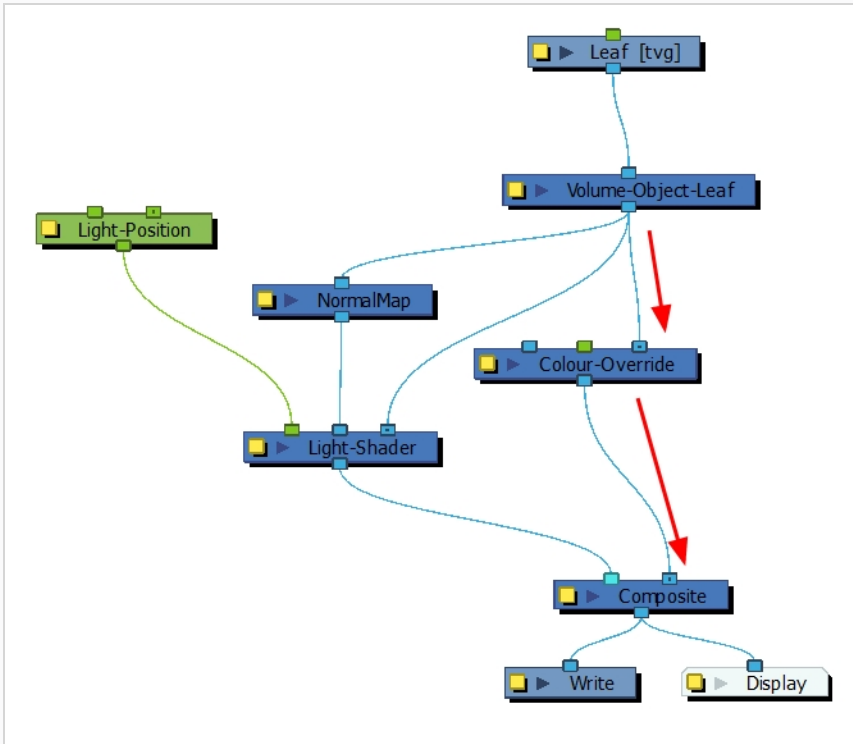 Leaf [tvg]
Volume-Object-Leaf
Light-Position
NormalMap
Colour-Override
Light-Shader
Composite
Write
Display